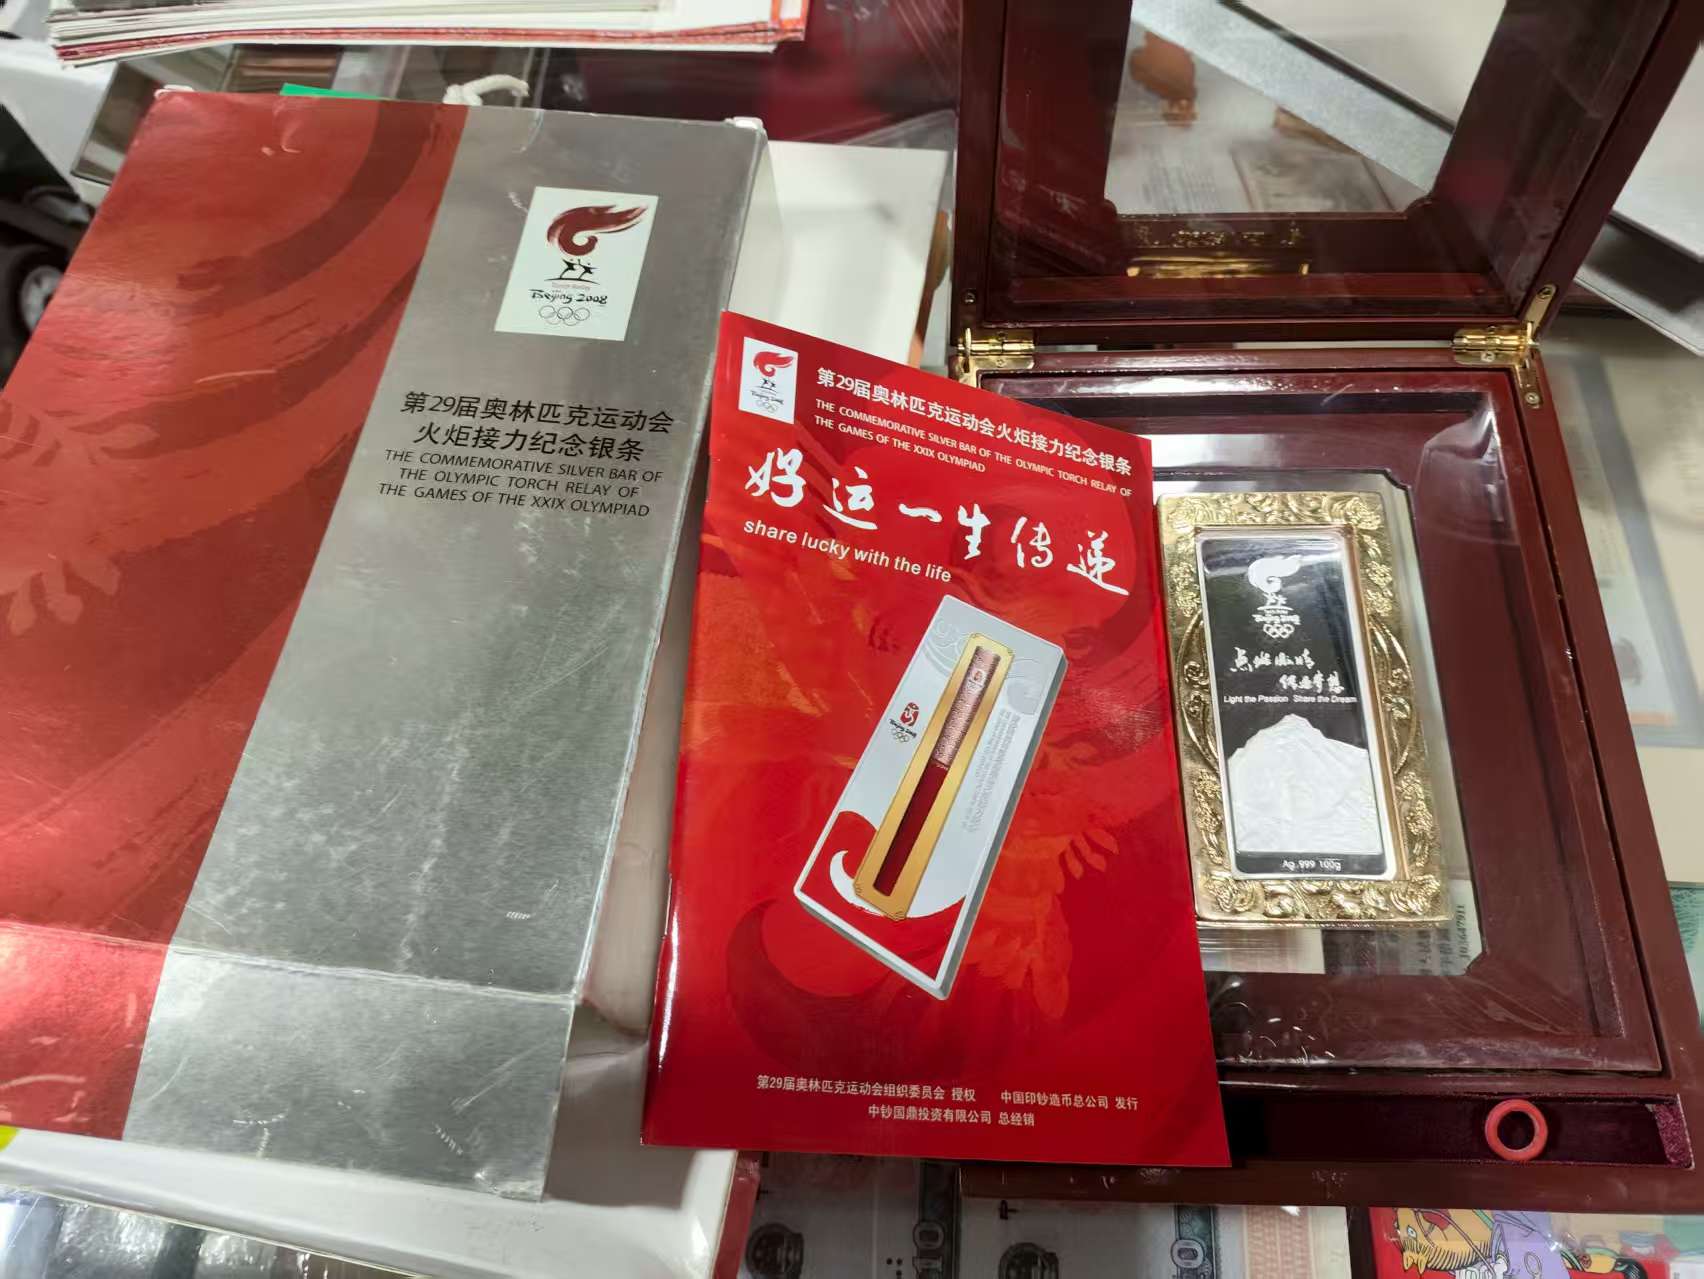 Torch Relay
Beijing 2008
第29届奥林匹克运动会
火炬接力纪念银条
THE COMMEMORATIVE SILVER BAR OF
THE OLYMPIC TORCH RELAY OF
THE GAMES OF THE XXIX OLYMPIAD
第29届奥林匹克运动会火炬接力纪念银条
THE COMMEMORATIVE SILVER BAR OF THE OLYMPIC TORCH RELAY OF
THE GAMES OF THE XXIX OLYMPIAD
好运一生传递
share lucky with the life
Beijing 2008
第29届奥林匹克运动会组织委员会 授权 中国印钞造币总公司 发行
中钞国鼎投资有限公司 总经销
Beijing 2008
点燃激情
传递梦想
Light the Passion Share the Dream
Ag 999 100g
J03647911
10